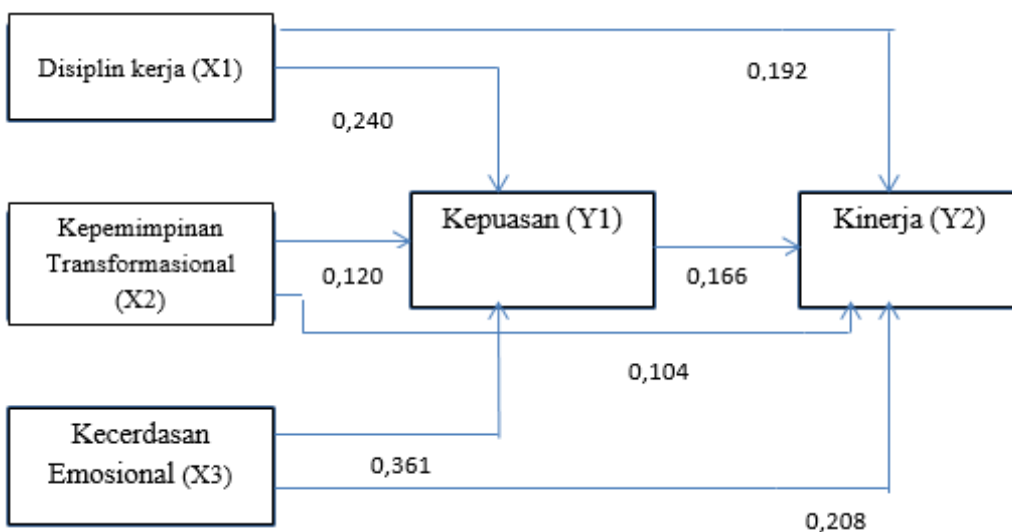 Disiplin kerja (X1)
0,192
0,240
Kepemimpinan
Transformasional
(X2)
Kepuasan (Y1)
Kinerja (Y2)
0,120
0,166
0,104
Kecerdasan
Emosional (X3)
0,361
0,208